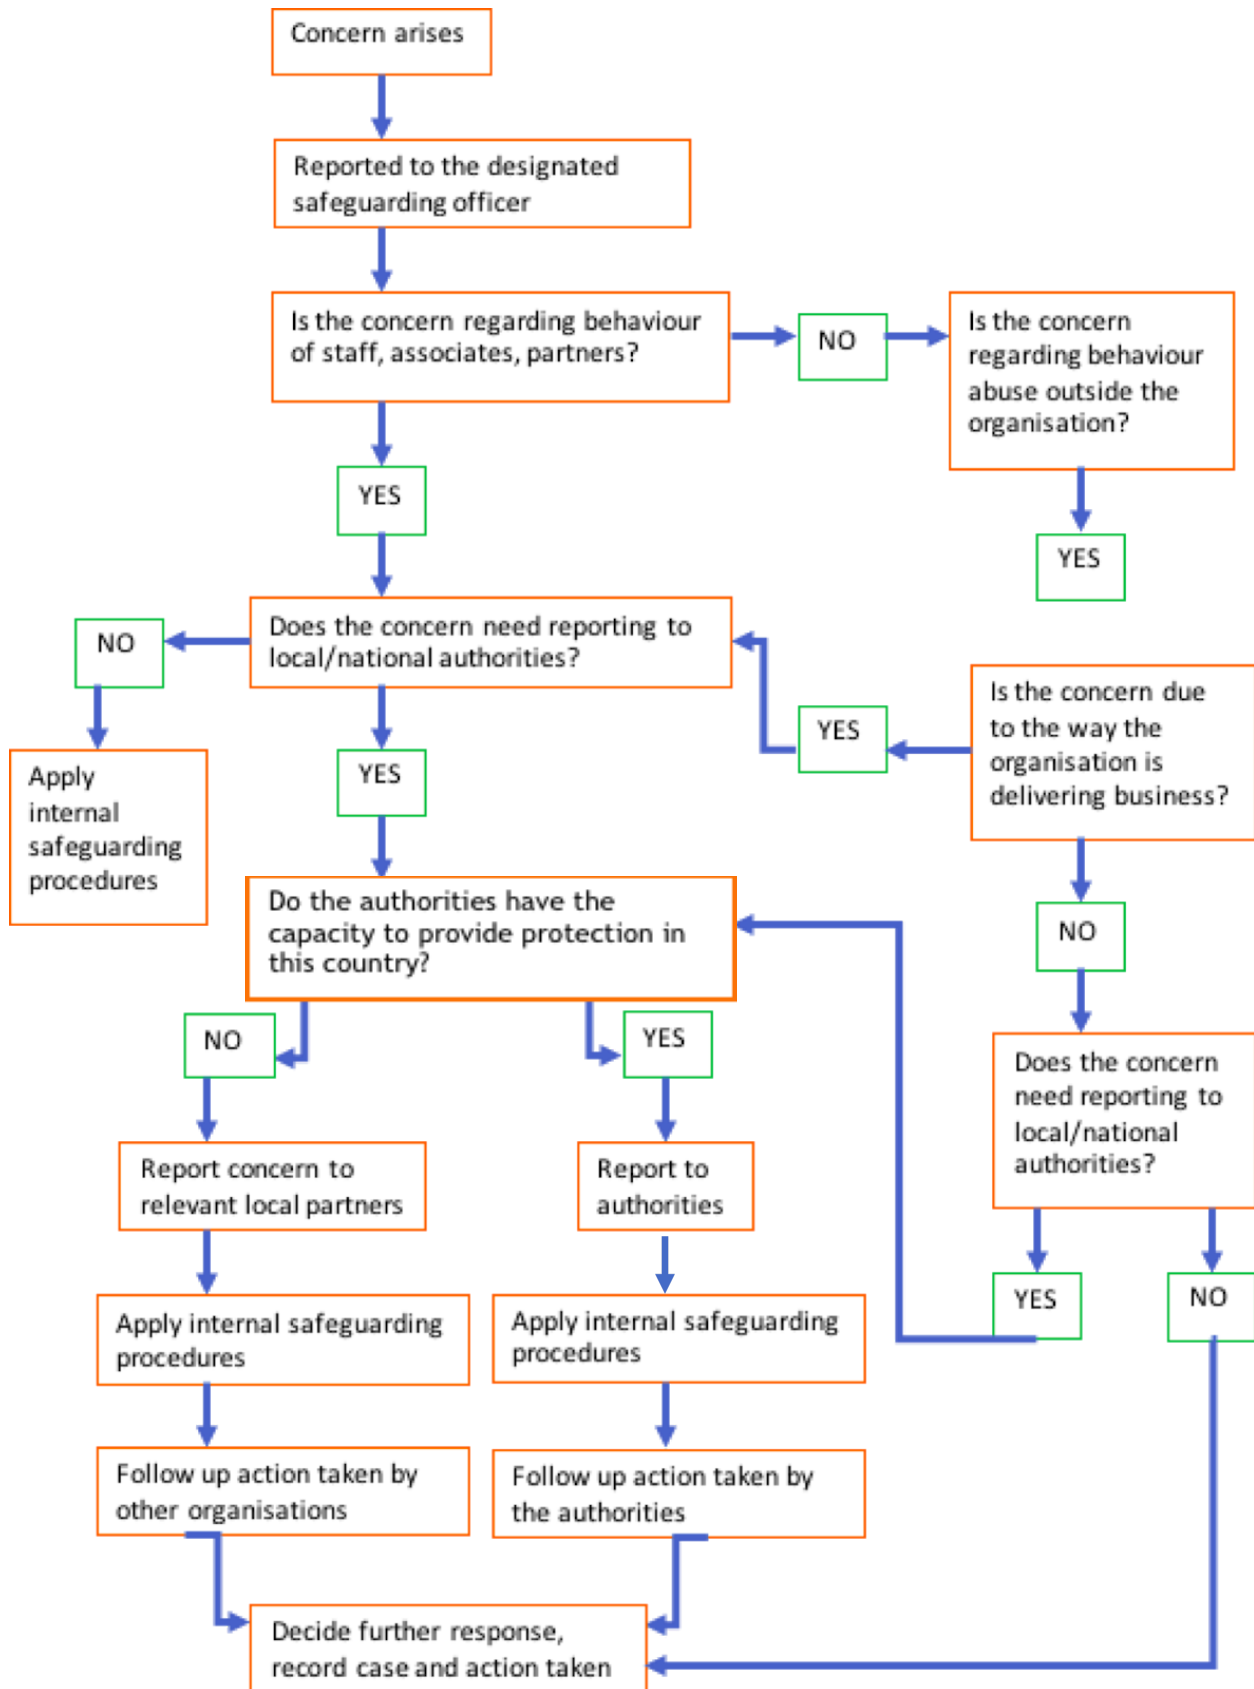 Concern arises
Reported to the designated
safeguarding officer
Is the concern regarding behaviour
of staff, associates, partners?
NO
Is the concern
regarding behaviour
abuse outside the
organisation?
YES
YES
Does the concern need reporting to
local/national authorities?
NO
Apply
internal
safeguarding
procedures
YES
YES
Is the concern due
to the way the
organisation is
delivering business?
NO
Do the authorities have the
capacity to provide protection in
this country?
NO
YES
Does the concern
need reporting to
local/national
authorities?
YES
NO
Report concern to
relevant local partners
Report to
authorities
Apply internal safeguarding
procedures
Apply internal safeguarding
procedures
Follow up action taken by
other organisations
Follow up action taken by
the authorities
Decide further response,
record case and action taken